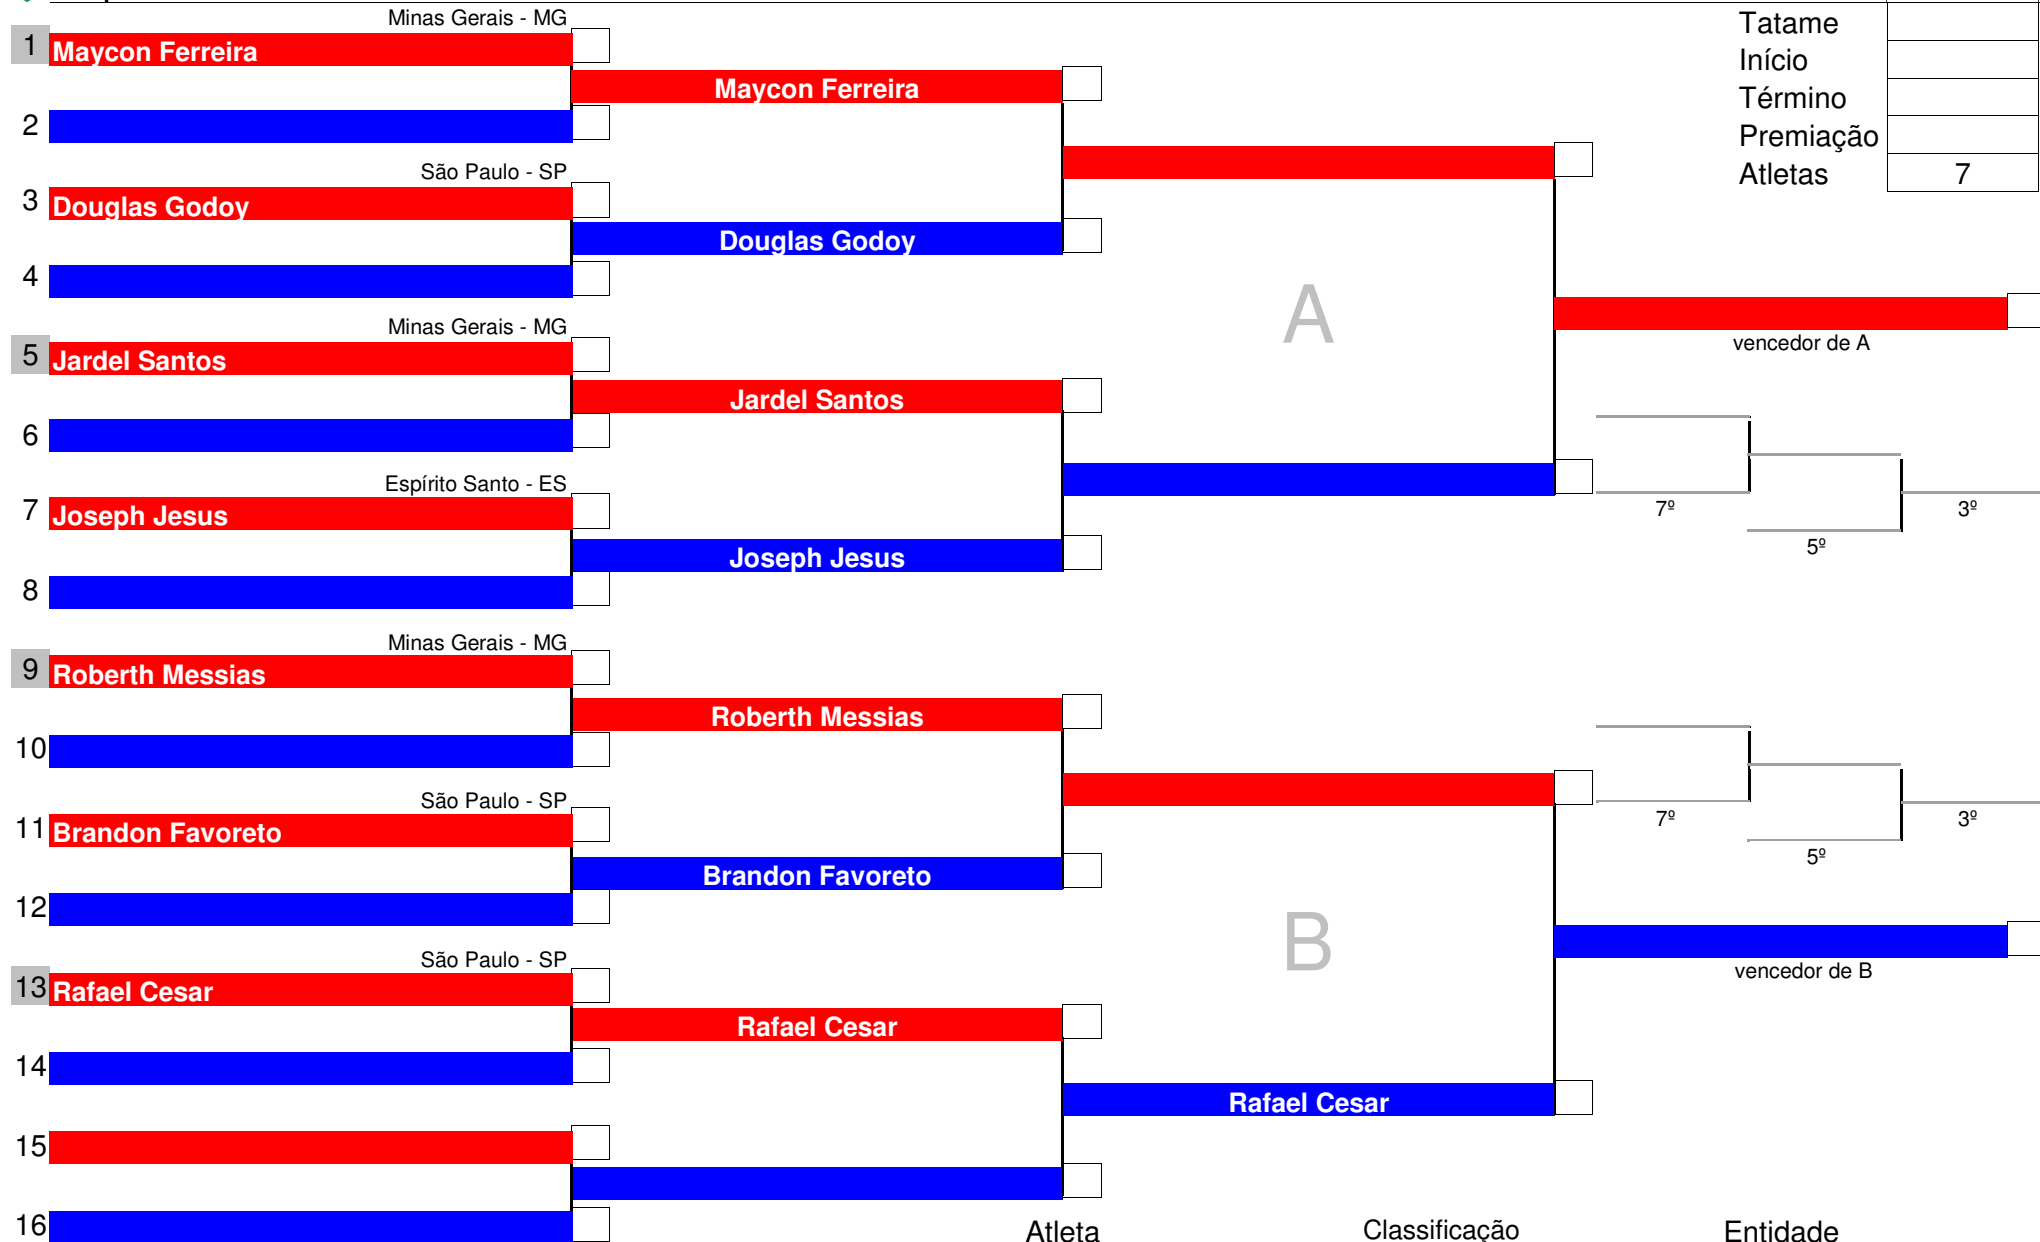 Minas Gerais - MG
1 Maycon Ferreira
Maycon Ferreira
2
São Paulo - SP
3 Douglas Godoy
Douglas Godoy
4
Minas Gerais - MG
5 Jardel Santos
Jardel Santos
6
Espírito Santo - ES
7 Joseph Jesus
Joseph Jesus
8
Minas Gerais - MG
9 Roberth Messias
Roberth Messias
10
São Paulo - SP
11 Brandon Favoreto
Brandon Favoreto
12
São Paulo - SP
13 Rafael Cesar
Rafael Cesar
14
Rafael Cesar
15
16
A
B
Tatame
Início
Término
Premiação
Atletas 7
vencedor de A
7º
3º
5º
7º
3º
5º
vencedor de B
Atleta Classificação Entidade